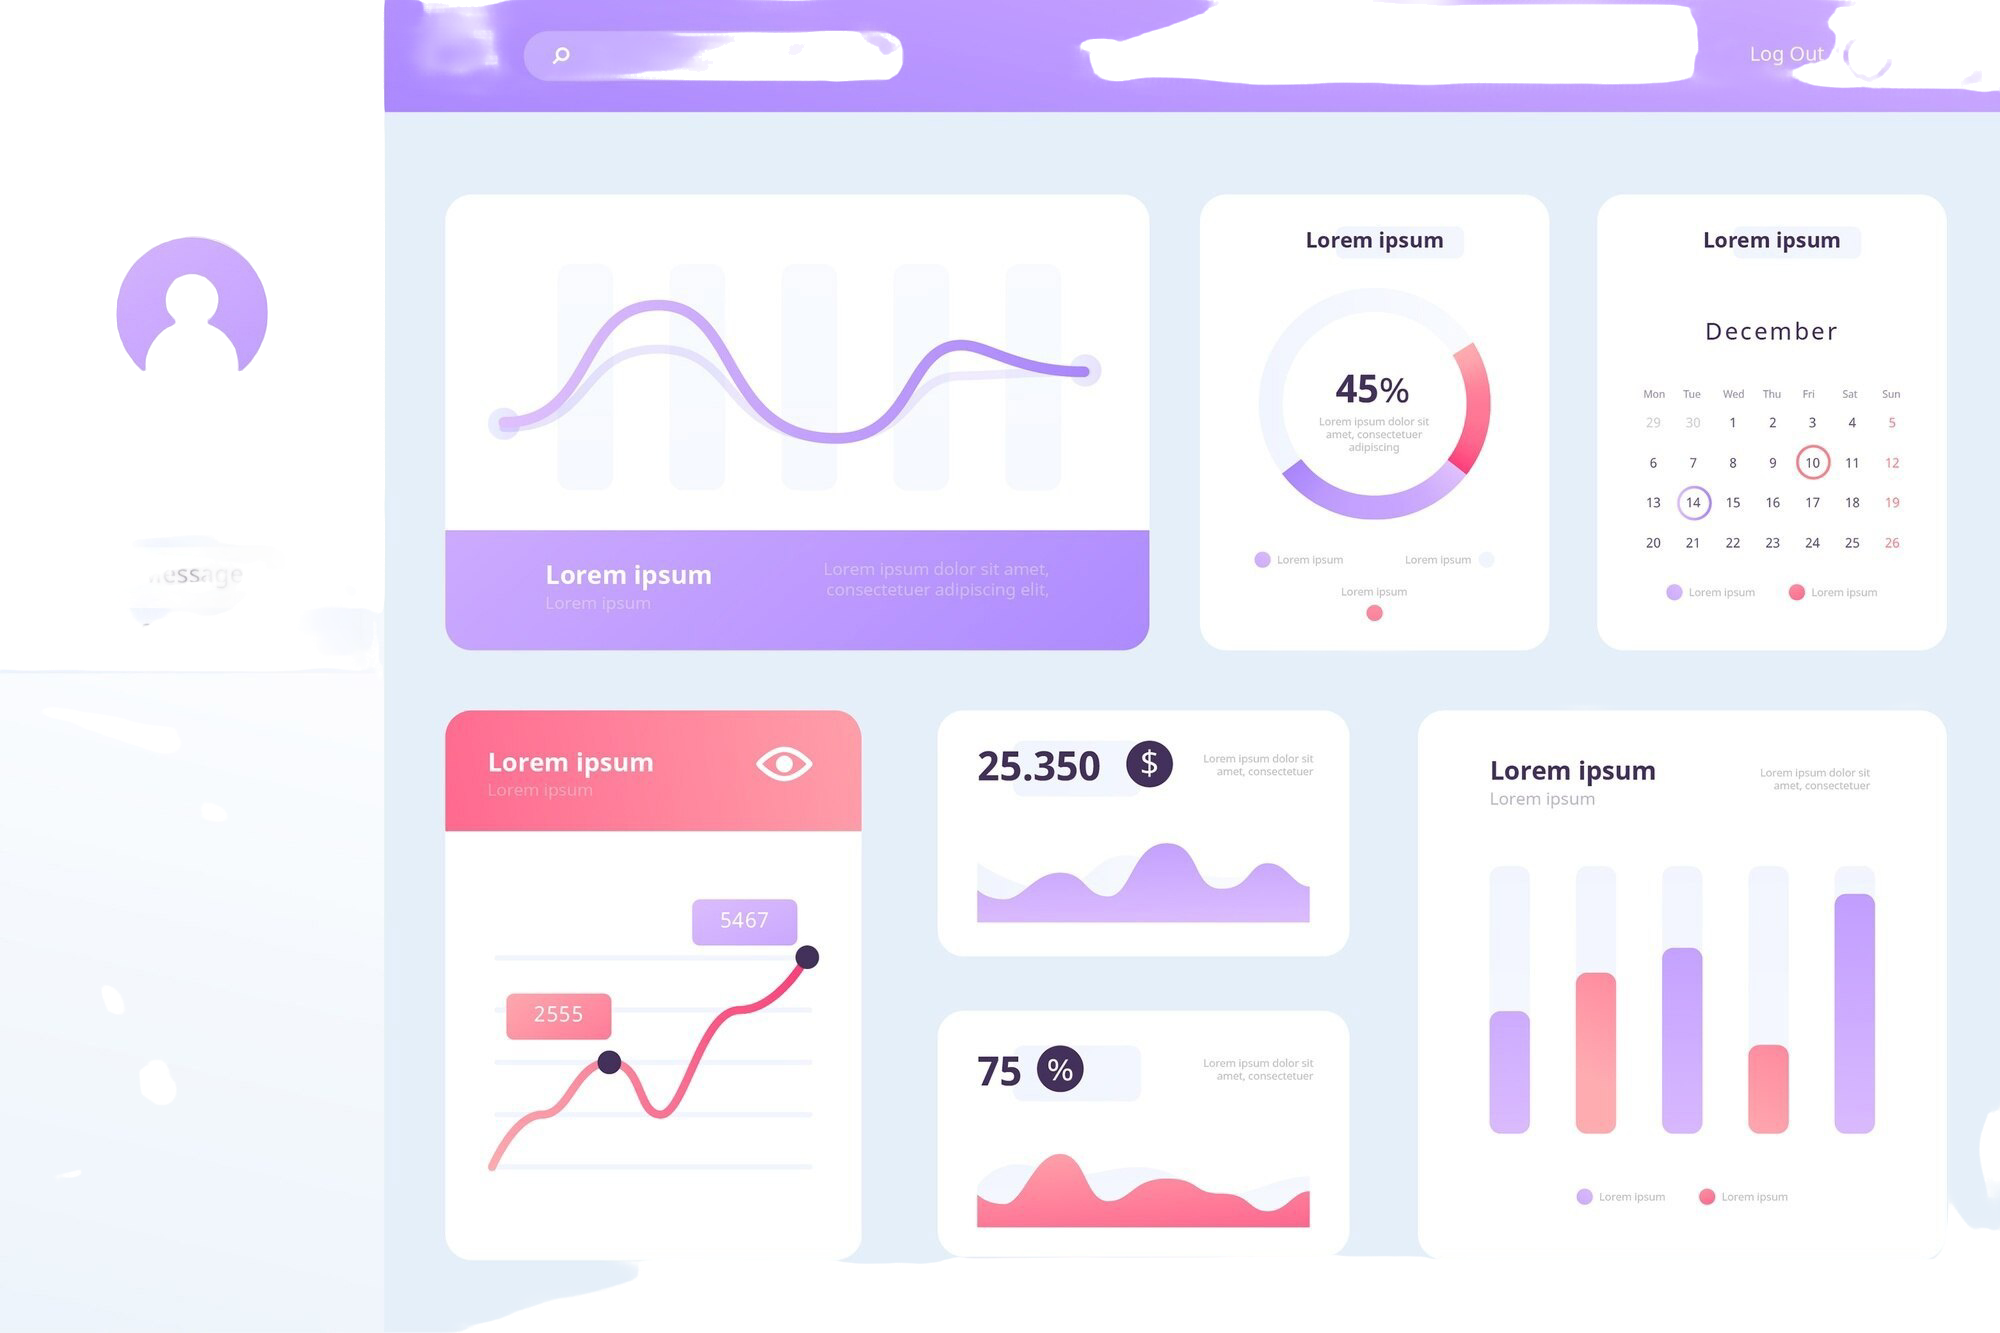 Log Out
Lorem ipsum
Lorem ipsum
Lorem ipsum dolor sit amet,
consectetuer adipiscing elit,
Lorem ipsum
45%
Lorem ipsum dolor sit
amet, consectetuer
adipiscing
Lorem ipsum
Lorem ipsum
Lorem ipsum
Lorem ipsum
December
Mon Tue Wed Thu Fri Sat Sun
29 30 1 2 3 4 5
6 7 8 9 10 11 12
13 14 15 16 17 18 19
20 21 22 23 24 25 26
Lorem ipsum
Lorem ipsum
Lorem ipsum
Lorem ipsum
5467
2555
25.350 $
Lorem ipsum dolor sit
amet, consectetuer
75 %
Lorem ipsum dolor sit
amet, consectetuer
Lorem ipsum
Lorem ipsum
Lorem ipsum dolor sit
amet, consectetuer
Lorem ipsum
Lorem ipsum